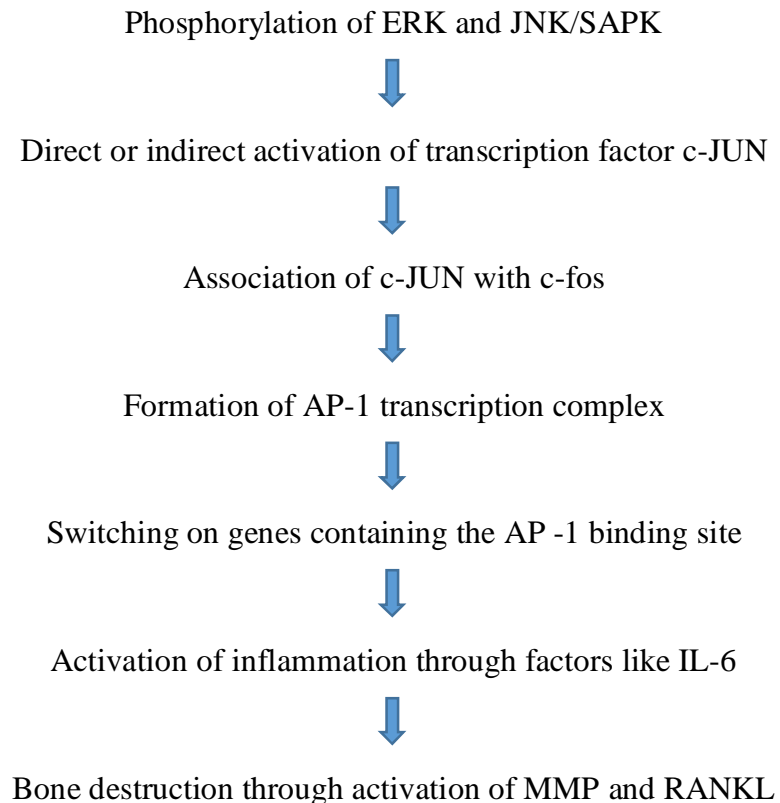 Phosphorylation of ERK and JNK/SAPK
Direct or indirect activation of transcription factor c-JUN
Association of c-JUN with c-fos
Formation of AP-1 transcription complex
Switching on genes containing the AP -1 binding site
Activation of inflammation through factors like IL-6
Bone destruction through activation of MMP and RANKL